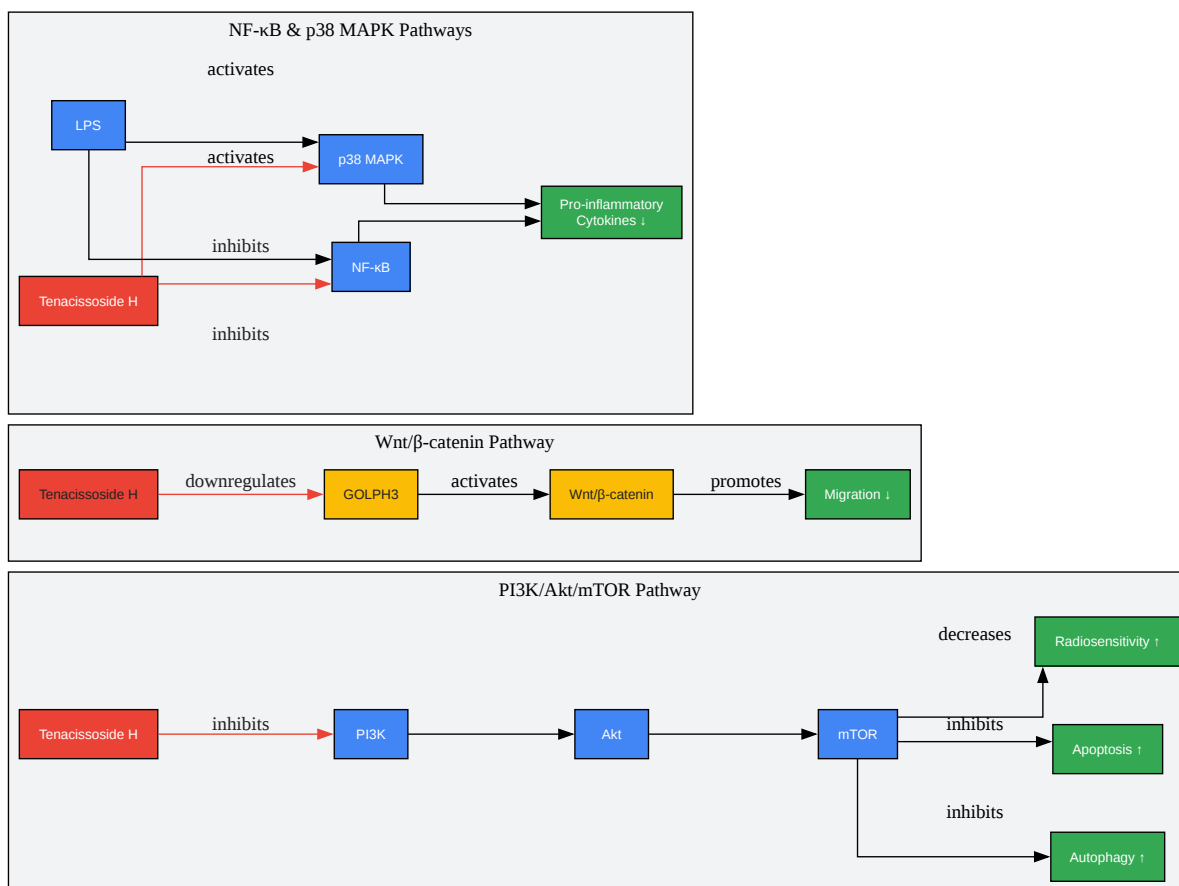 NF-κB & p38 MAPK Pathways
activates
LPS
activates
p38 MAPK
Pro-inflammatory
Cytokines ↓
inhibits
NF-κB
Tenacissoside H
inhibits
Wnt/β-catenin Pathway
Tenacissoside H
downregulates
GOLPH3
activates
Wnt/β-catenin
promotes
Migration ↓
PI3K/Akt/mTOR Pathway
decreases
Radiosensitivity ↑
Tenacissoside H
inhibits
PI3K
Akt
mTOR
inhibits
Apoptosis ↑
inhibits
Autophagy ↑